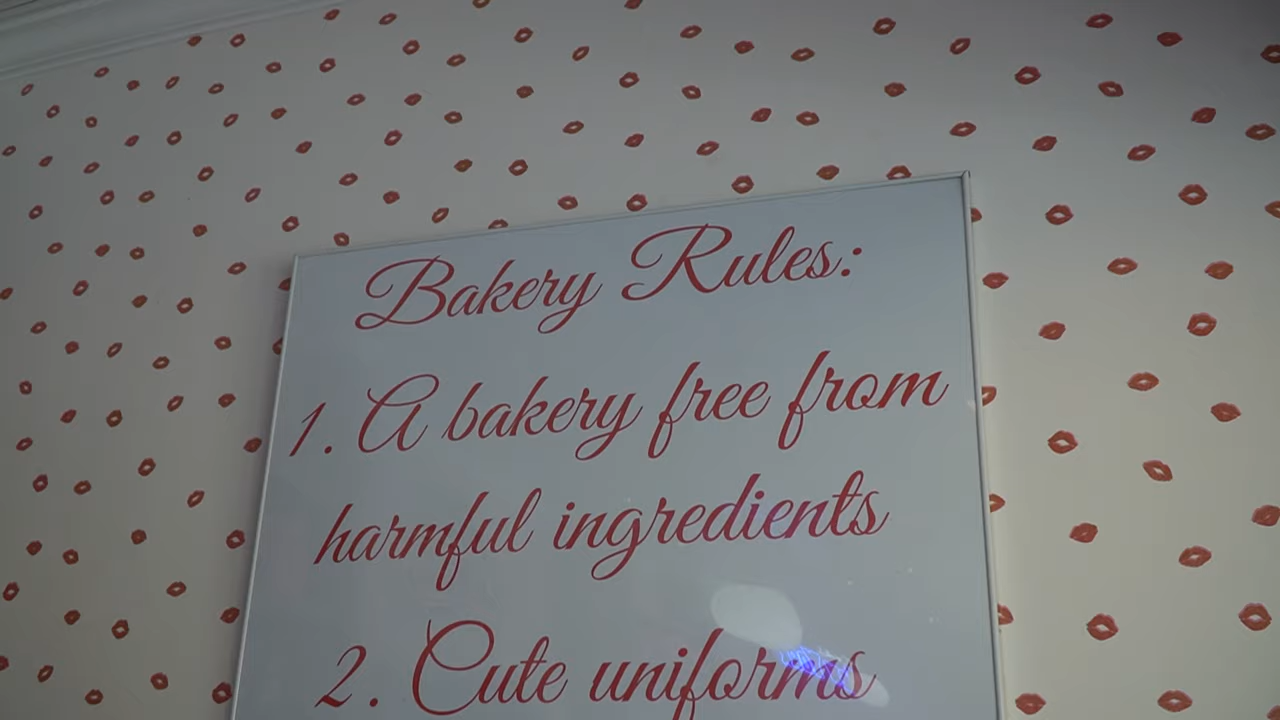 Bakery Rules:
1. A bakery free from
harmful ingredients
2. Cute uniforms